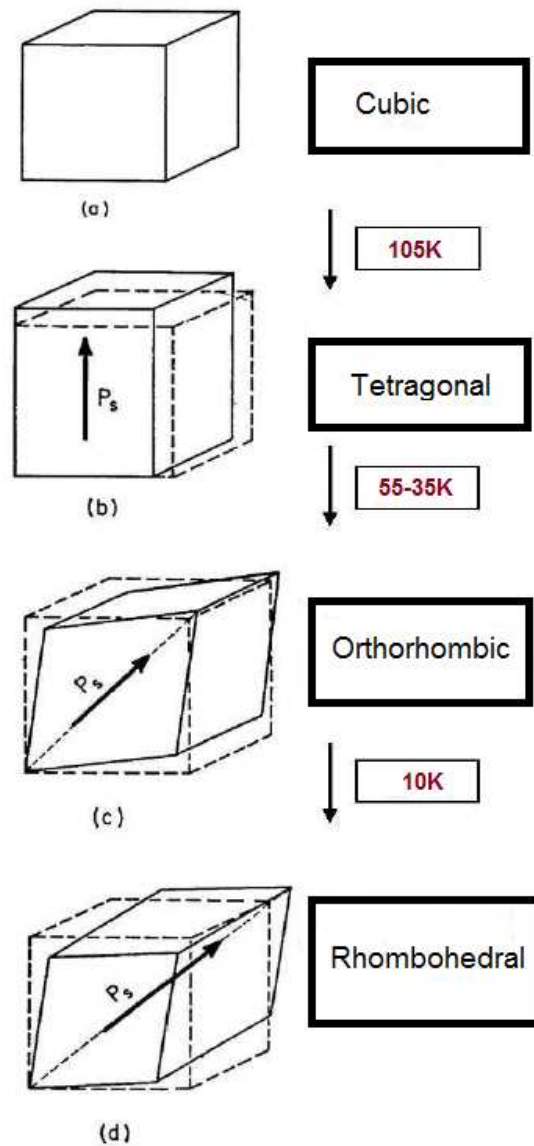 Cubic
(a)
105K
Tetragonal
Ps
(b)
55-35K
Orthorhombic
Ps
(c)
10K
Rhombohedral
Ps
(d)